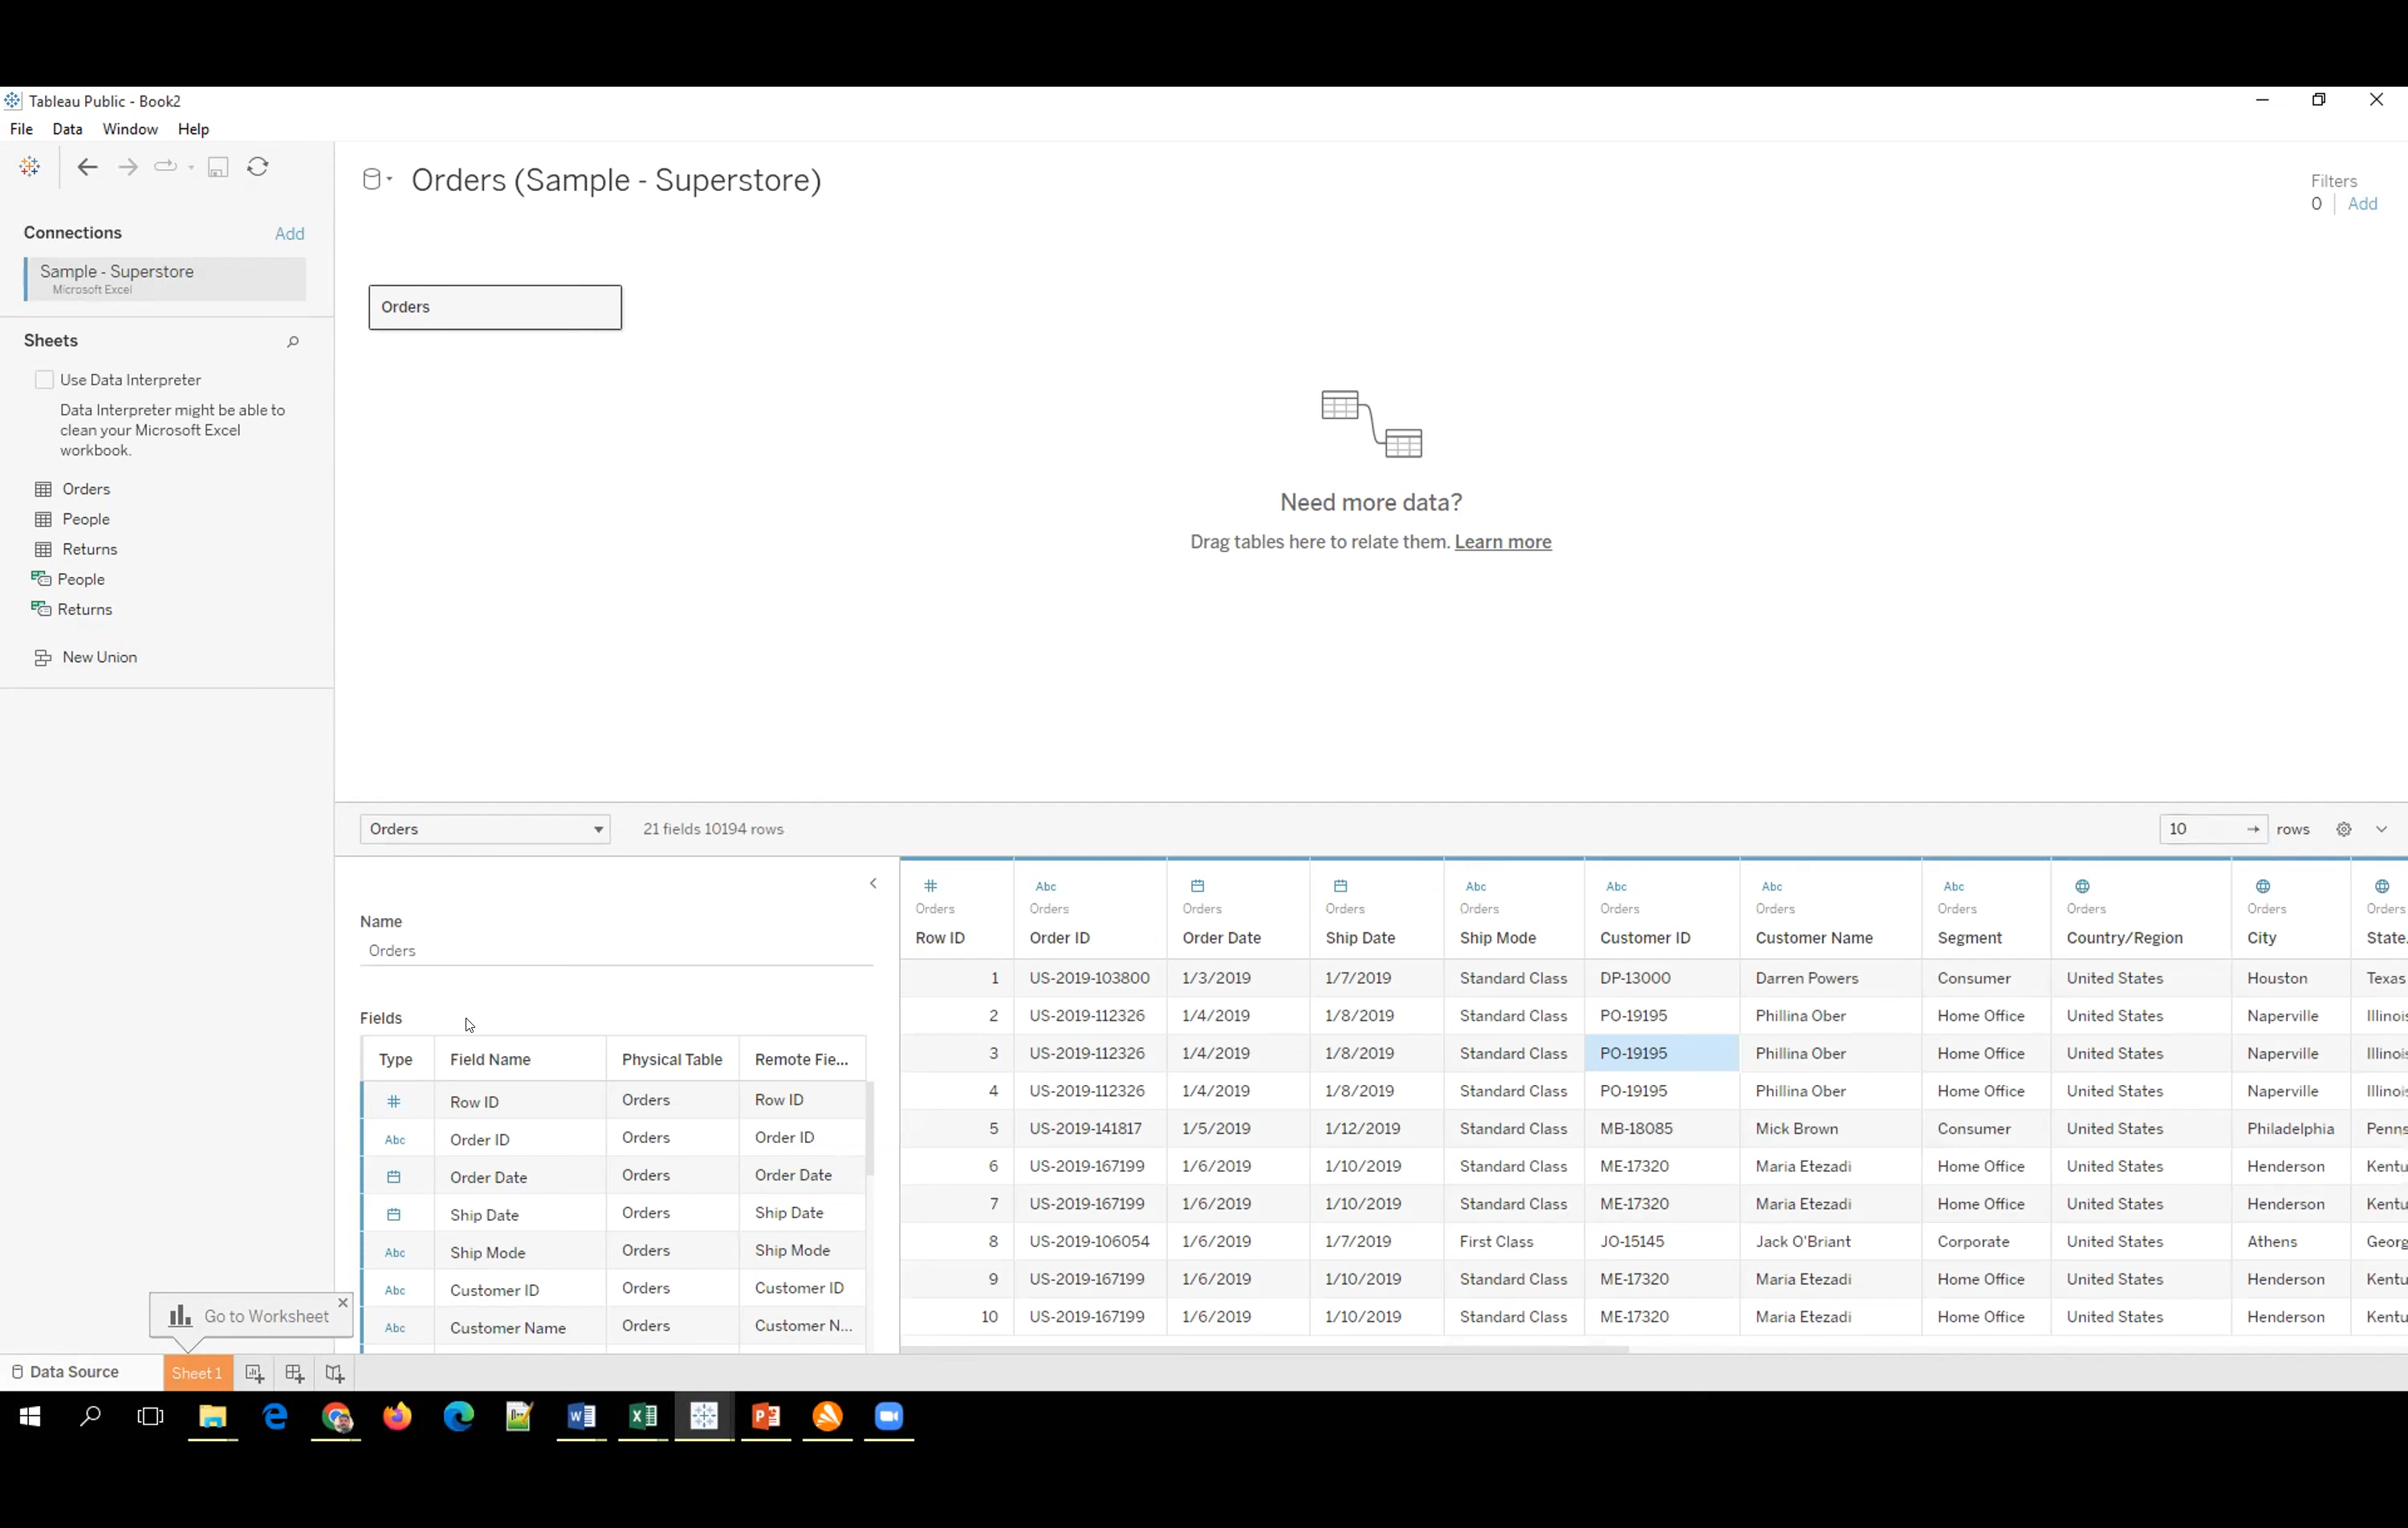 Tableau Public - Book2
File Data Window Help
Connections Add
Sample - Superstore
Microsoft Excel
Sheets
Use Data Interpreter
Data Interpreter might be able to
clean your Microsoft Excel
workbook.
Orders
People
Returns
People
Returns
New Union
Orders (Sample - Superstore)
Filters
0 Add
Orders
Need more data?
Drag tables here to relate them. Learn more
Orders 21 fields 10194 rows 10 → rows
Name
Orders
Fields
Type Field Name Physical Table Remote Fie...
# Row ID Orders Row ID
Abc Order ID Orders Order ID
Order Date Orders Order Date
Ship Date Orders Ship Date
Abc Ship Mode Orders Ship Mode
Abc Customer ID Orders Customer ID
Abc Customer Name Orders Customer N...
# Abc Abc Abc Abc Abc
Orders Orders Orders Orders Orders Orders Orders Orders Orders Orders Orders
Row ID Order ID Order Date Ship Date Ship Mode Customer ID Customer Name Segment Country/Region City State
1 US-2019-103800 1/3/2019 1/7/2019 Standard Class DP-13000 Darren Powers Consumer United States Houston Texas
2 US-2019-112326 1/4/2019 1/8/2019 Standard Class PO-19195 Phillina Ober Home Office United States Naperville Illinois
3 US-2019-112326 1/4/2019 1/8/2019 Standard Class PO-19195 Phillina Ober Home Office United States Naperville Illinois
4 US-2019-112326 1/4/2019 1/8/2019 Standard Class PO-19195 Phillina Ober Home Office United States Naperville Illinois
5 US-2019-141817 1/5/2019 1/12/2019 Standard Class MB-18085 Mick Brown Consumer United States Philadelphia Penns
6 US-2019-167199 1/6/2019 1/10/2019 Standard Class ME-17320 Maria Etezadi Home Office United States Henderson Kentu
7 US-2019-167199 1/6/2019 1/10/2019 Standard Class ME-17320 Maria Etezadi Home Office United States Henderson Kentu
8 US-2019-106054 1/6/2019 1/7/2019 First Class JO-15145 Jack O'Briant Corporate United States Athens Georg
9 US-2019-167199 1/6/2019 1/10/2019 Standard Class ME-17320 Maria Etezadi Home Office United States Henderson Kentu
10 US-2019-167199 1/6/2019 1/10/2019 Standard Class ME-17320 Maria Etezadi Home Office United States Henderson Kentu
Go to Worksheet
Data Source Sheet 1